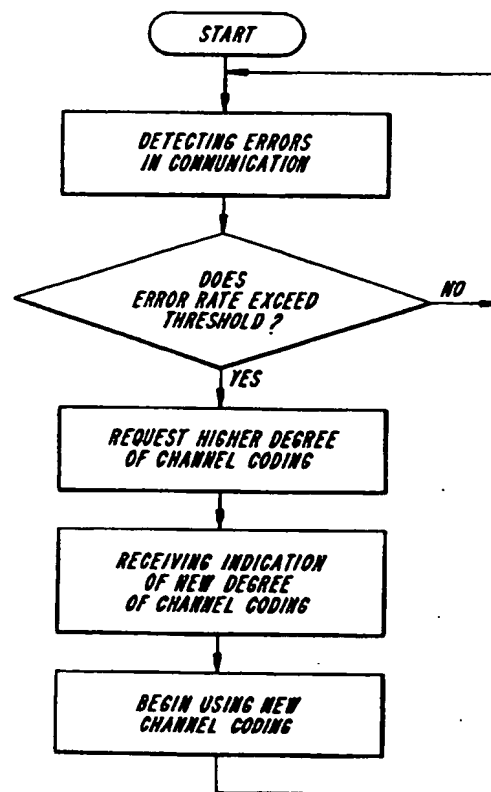 START
DETECTING ERRORS
IN COMMUNICATION
DOES
ERROR RATE EXCEED
THRESHOLD?
NO
YES
REQUEST HIGHER DEGREE
OF CHANNEL CODING
RECEIVING INDICATION
OF NEW DEGREE
OF CHANNEL CODING
BEGIN USING NEW
CHANNEL CODING